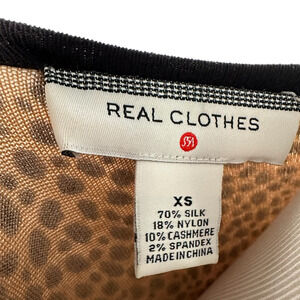 REAL CLOTHES
XS
70% SILK
18% NYLON
10% CASHMERE
2% SPANDEX
MADE IN CHINA